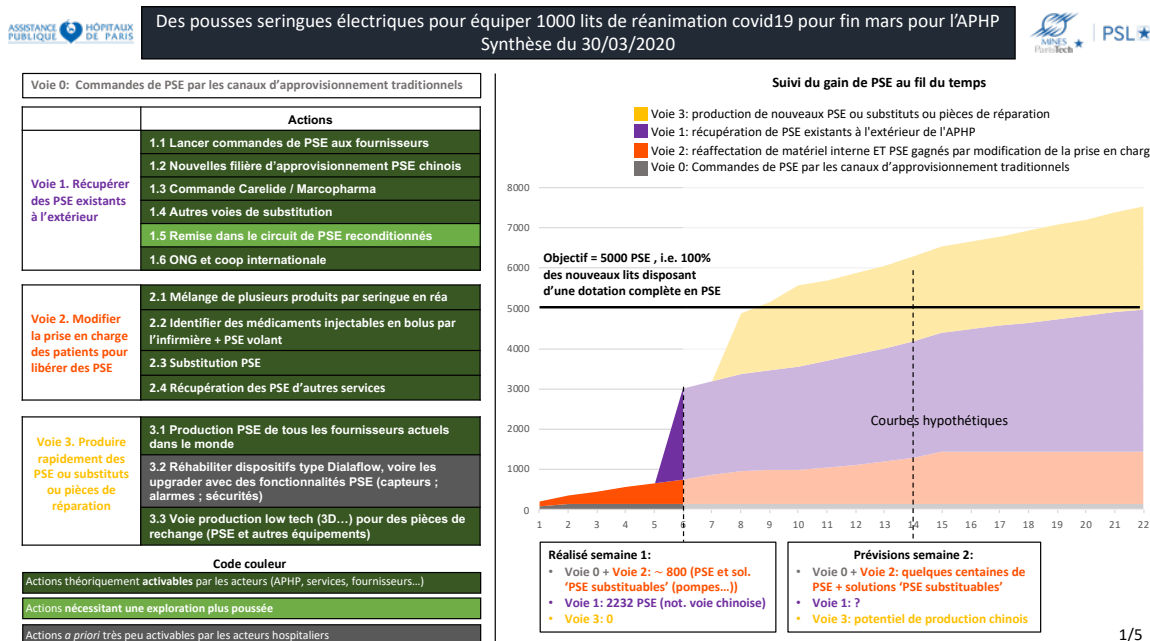 ASSISTANCE HÔPITAUX
PUBLIQUE DE PARIS
Des pousses seringues électriques pour équiper 1000 lits de réanimation covid19 pour fin mars pour l'APHP
Synthèse du 30/03/2020
MINES
ParisTech
PSL
Voie 0: Commandes de PSE par les canaux d'approvisionnement traditionnels
Actions
Voie 1. Récupérer
des PSE existants
à l'extérieur
1.1 Lancer commandes de PSE aux fournisseurs
1.2 Nouvelles filière d'approvisionnement PSE chinois
1.3 Commande Carelide / Marcopharma
1.4 Autres voies de substitution
1.5 Remise dans le circuit de PSE reconditionnés
1.6 ONG et coop internationale
Voie 2. Modifier
la prise en charge
des patients pour
libérer des PSE
2.1 Mélange de plusieurs produits par seringue en réa
2.2 Identifier des médicaments injectables en bolus par
l'infirmière + PSE volant
2.3 Substitution PSE
2.4 Récupération des PSE d'autres services
Voie 3. Produire
rapidement des
PSE ou substituts
ou pièces de
réparation
3.1 Production PSE de tous les fournisseurs actuels
dans le monde
3.2 Réhabiliter dispositifs type Dialaflow, voire les
upgrader avec des fonctionnalités PSE (capteurs ;
alarmes ; sécurités)
3.3 Voie production low tech (3D…) pour des pièces de
rechange (PSE et autres équipements)
Code couleur
Actions théoriquement activables par les acteurs (APHP, services, fournisseurs…)
Actions nécessitant une exploration plus poussée
Actions a priori très peu activables par les acteurs hospitaliers
Suivi du gain de PSE au fil du temps
Voie 3: production de nouveaux PSE ou substituts ou pièces de réparation
Voie 1: récupération de PSE existants à l'extérieur de l'APHP
Voie 2: réaffectation de matériel interne ET PSE gagnés par modification de la prise en charg
Voie 0: Commandes de PSE par les canaux d'approvisionnement traditionnels
8000
7000
6000
5000
4000
3000
2000
1000
0
Objectif = 5000 PSE , i.e. 100%
des nouveaux lits disposant
d'une dotation complète en PSE
Courbes hypothétiques
1 2 3 4 5 6 7 8 9 10 11 12 13 14 15 16 17 18 19 20 21 22
Réalisé semaine 1:
• Voie 0 + Voie 2: ~ 800 (PSE et sol.
'PSE substituables' (pompes…))
• Voie 1: 2232 PSE (not. voie chinoise)
• Voie 3: 0
Prévisions semaine 2:
• Voie 0 + Voie 2: quelques centaines de
PSE + solutions 'PSE substituables'
• Voie 1: ?
• Voie 3: potentiel de production chinois
1/5